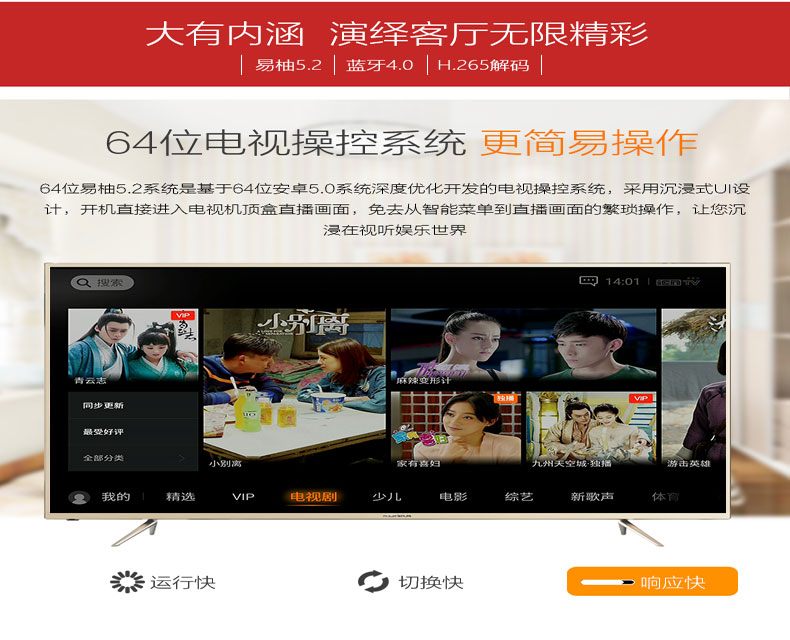 大有内涵 演绎客厅无限精彩
易柚5.2 蓝牙4.0 H.265解码
64位电视操控系统 更简易操作
64位易柚5.2系统是基于64位安卓5.0系统深度优化开发的电视操控系统，采用沉浸式UI设
计，开机直接进入电视机顶盒直播画面，免去从智能菜单到直播画面的繁琐操作，让您沉
浸在视听娱乐世界
搜索
14:01
VIP
小别离
青云志
麻辣变形计
同步更新
最受好评
全部分类
独播
VIP
小别离
家有喜妇
九州天空城·独播
游击英雄
我的 精选 VIP 电视剧 少儿 电影 综艺 新歌声 体育
运行快 切换快 响应快